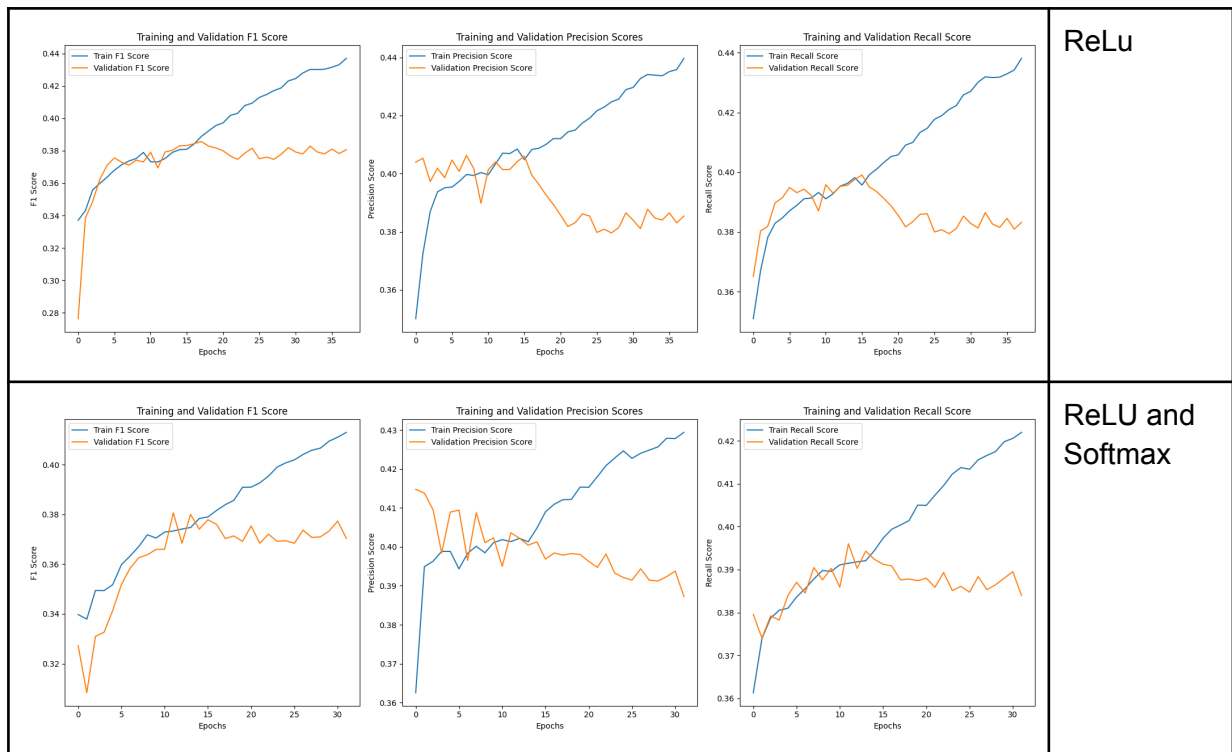 Training and Validation F1 Score
Train F1 Score
Validation F1 Score
0.44
0.42
0.40
0.38
0.36
0.34
0.32
0.30
0.28
F1 Score
0 5 10 15 20 25 30 35
Epochs
Training and Validation Precision Scores
Train Precision Score
Validation Precision Score
0.44
0.42
0.40
0.38
0.36
Precision Score
0 5 10 15 20 25 30 35
Epochs
Training and Validation Recall Score
Train Recall Score
Validation Recall Score
0.44
0.42
0.40
0.38
0.36
Recall Score
0 5 10 15 20 25 30 35
Epochs
ReLu
Training and Validation F1 Score
Train F1 Score
Validation F1 Score
0.40
0.38
0.36
0.34
0.32
F1 Score
0 5 10 15 20 25 30
Epochs
Training and Validation Precision Scores
Train Precision Score
Validation Precision Score
0.43
0.42
0.41
0.40
0.39
0.38
0.37
0.36
Precision Score
0 5 10 15 20 25 30
Epochs
Training and Validation Recall Score
Train Recall Score
Validation Recall Score
0.42
0.41
0.40
0.39
0.38
0.37
0.36
Recall Score
0 5 10 15 20 25 30
Epochs
ReLU and
Softmax